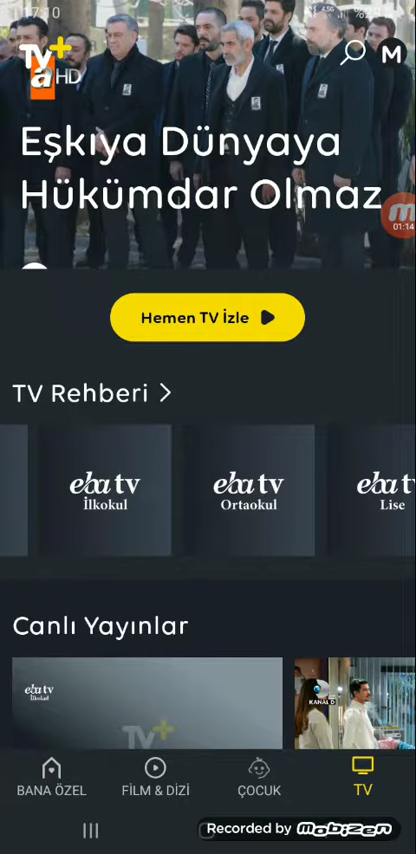 17:10
TV+
a HD
M
Eşkıya Dünyaya
Hükümdar Olmaz
01:14
Hemen TV İzle
TV Rehberi
eba tv
İlkokul
eba tv
Ortaokul
eba t
Lise
Canlı Yayınlar
eba tv
İlkokul
TV+
KANAL D
BANA ÖZEL
FİLM & DİZİ
ÇOCUK
TV
Recorded by mobizen